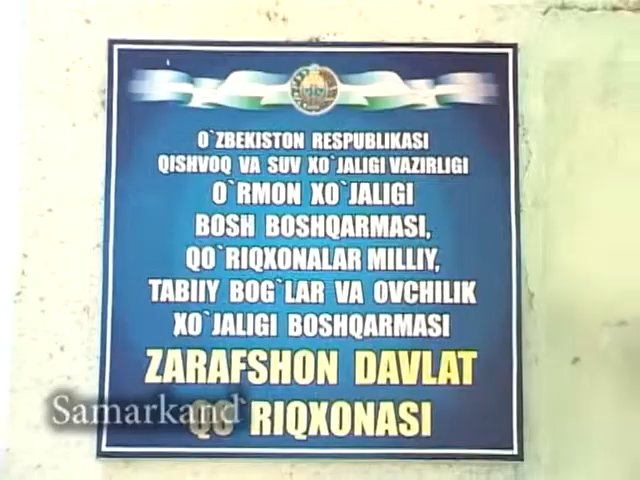 O`ZBEKISTON RESPUBLIKASI
QISHVOQ VA SUV XO`JALIGI VAZIRLIGI
O`RMON XO`JALIGI
BOSH BOSHQARMASI,
QO`RIQXONALAR MILLIY,
TABIIY BOG`LAR VA OVCHILIK
XO`JALIGI BOSHQARMASI
ZARAFSHON DAVLAT
QO`RIQXONASI
Samarkand